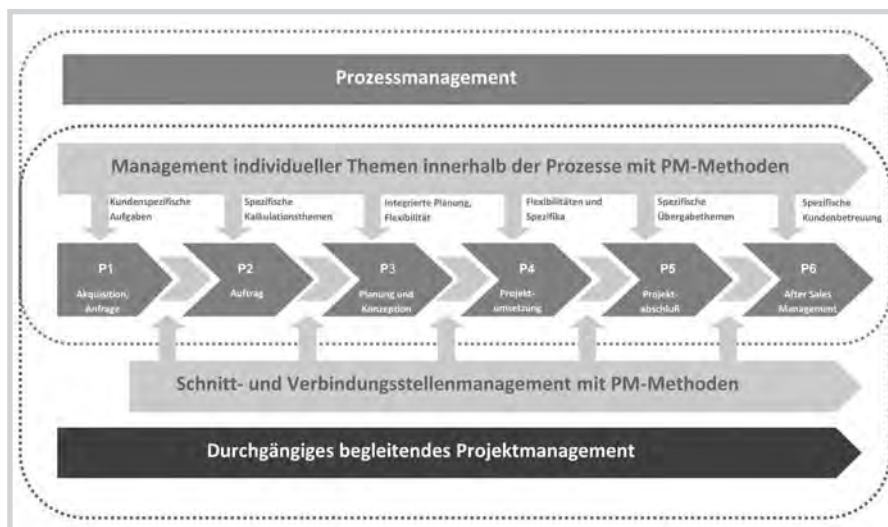 Prozessmanagement
Management individueller Themen innerhalb der Prozesse mit PM-Methoden
Kundenspezifische
Aufgaben
Spezifische
Kalkulationsthemen
Integrierte Planung,
Flexibilität
Flexibilitäten und
Spezifika
Spezifische
Übergabethemen
Spezifische
Kundenbetreuung
P1
Akquisition,
Anfrage
P2
Auftrag
P3
Planung und
Konzeption
P4
Projekt-
umsetzung
P5
Projekt-
abschluß
P6
After Sales
Management
Schnitt- und Verbindungsstellenmanagement mit PM-Methoden
Durchgängiges begleitendes Projektmanagement